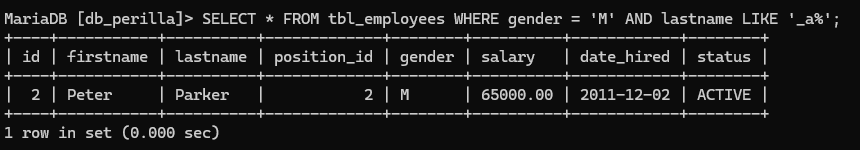 MariaDB [db_perilla]> SELECT * FROM tbl_employees WHERE gender = 'M' AND lastname LIKE '_a%';
+----+-----------+----------+-------------+--------+----------+------------+--------+
| id | firstname | lastname | position_id | gender | salary   | date_hired | status |
+----+-----------+----------+-------------+--------+----------+------------+--------+
|  2 | Peter     | Parker   |           2 | M      | 65000.00 | 2011-12-02 | ACTIVE |
+----+-----------+----------+-------------+--------+----------+------------+--------+
1 row in set (0.000 sec)